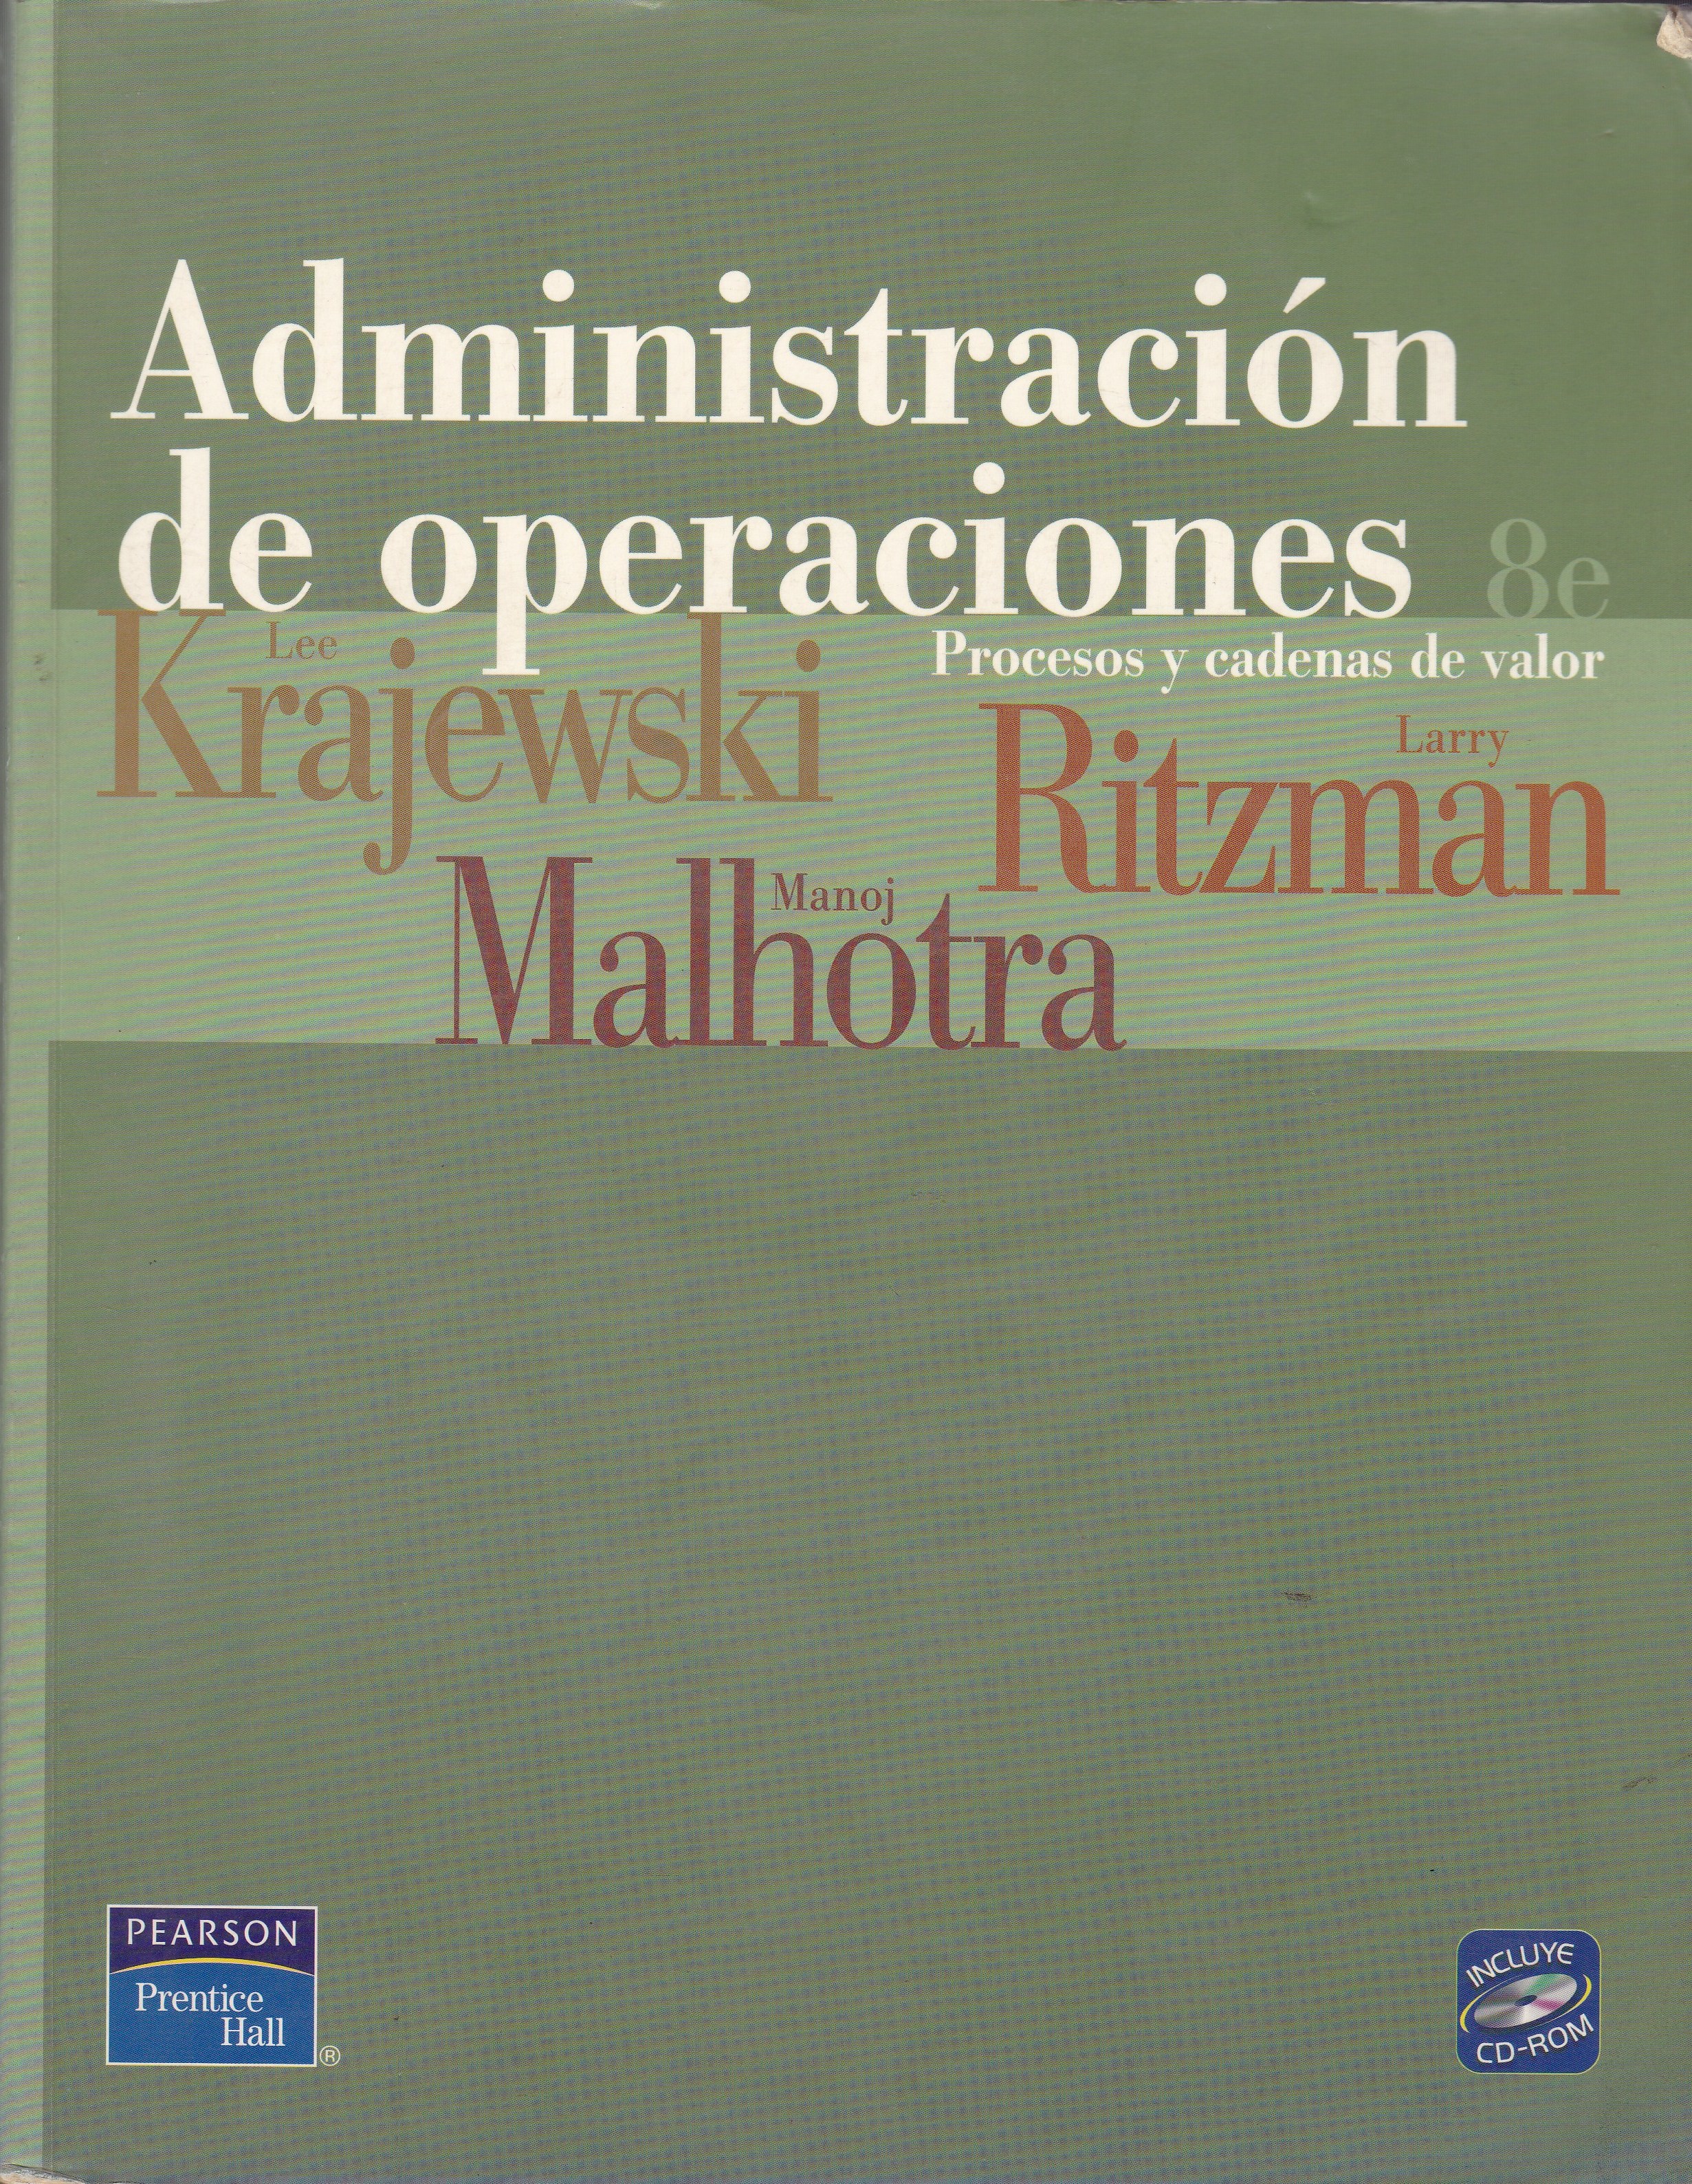 Administración
de operaciones 8e
Procesos y cadenas de valor
Lee
Krajewski
Larry
Ritzman
Manoj
Malhotra
PEARSON
Prentice
Hall
®
INCLUYE
CD-ROM